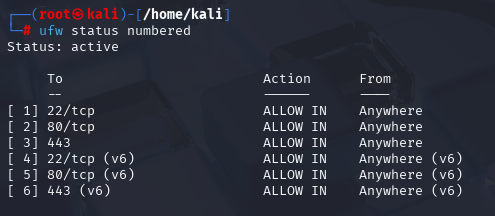 ┌──(root㉿kali)-[/home/kali]
└─# ufw status numbered
Status: active

     To                         Action      From
     --                         ------      ----
[ 1] 22/tcp                     ALLOW IN    Anywhere
[ 2] 80/tcp                     ALLOW IN    Anywhere
[ 3] 443                        ALLOW IN    Anywhere
[ 4] 22/tcp (v6)                ALLOW IN    Anywhere (v6)
[ 5] 80/tcp (v6)                ALLOW IN    Anywhere (v6)
[ 6] 443 (v6)                   ALLOW IN    Anywhere (v6)